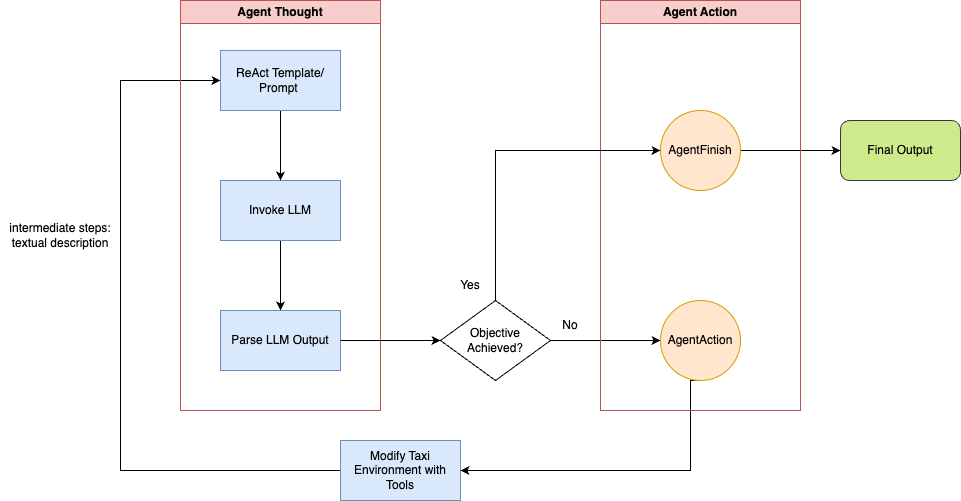 Agent Thought
Agent Action
ReAct Template/
Prompt
AgentFinish
Final Output
Invoke LLM
intermediate steps:
textual description
Yes
No
Parse LLM Output
Objective
Achieved?
AgentAction
Modify Taxi
Environment with
Tools